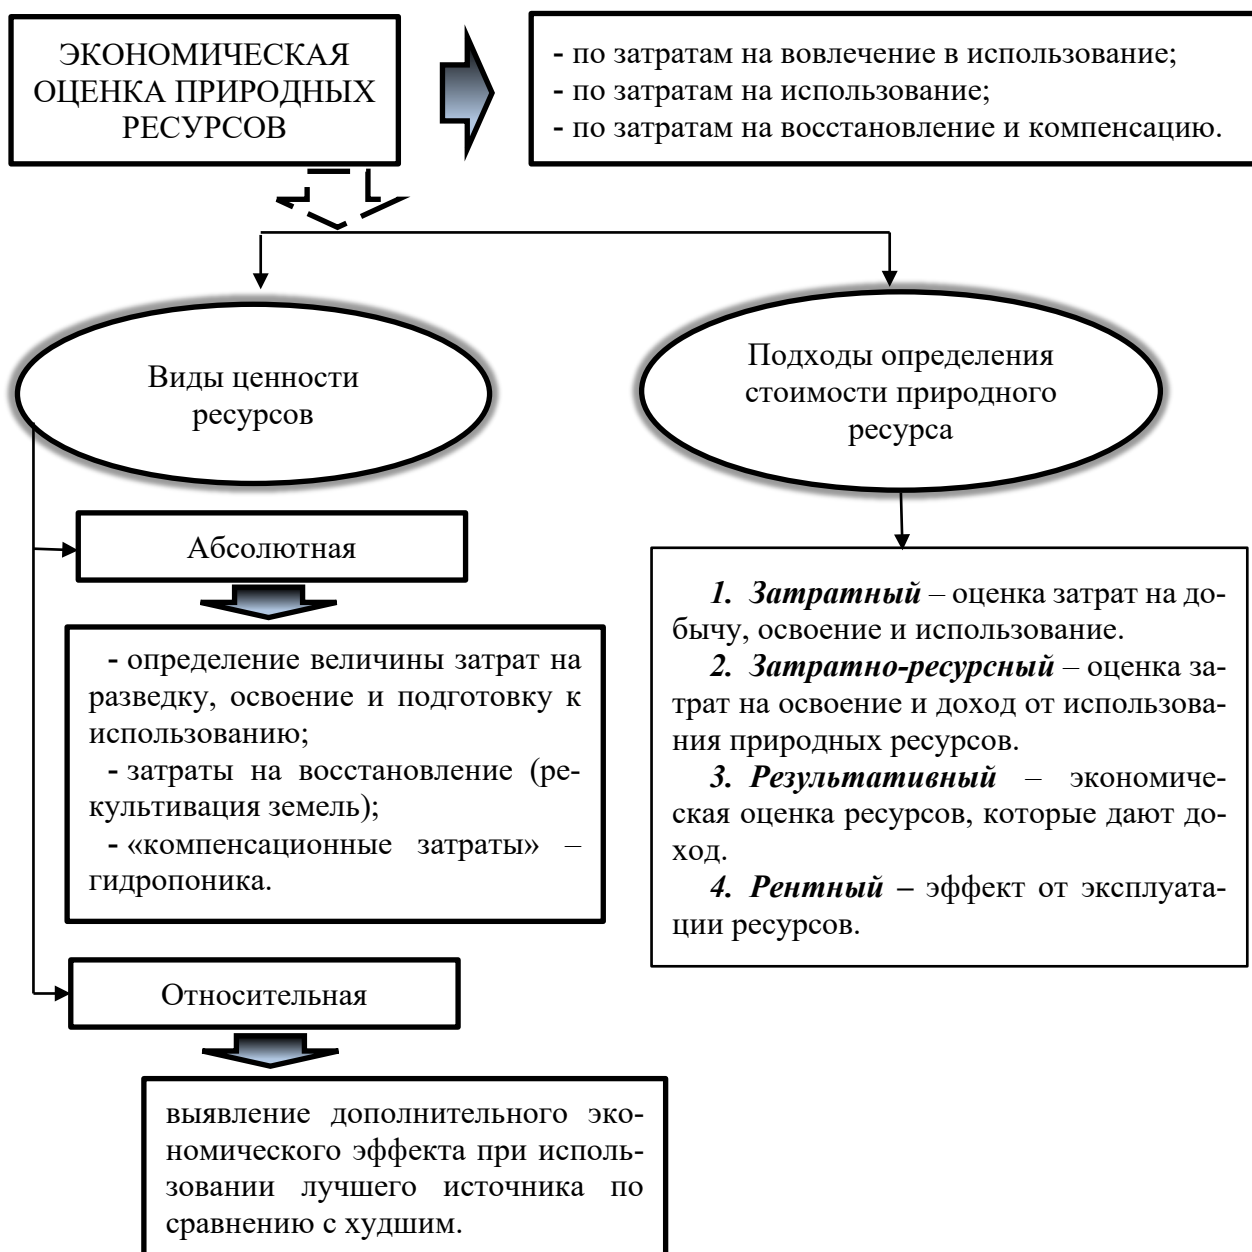 ЭКОНОМИЧЕСКАЯ
ОЦЕНКА ПРИРОДНЫХ
РЕСУРСОВ
- по затратам на вовлечение в использование;
- по затратам на использование;
- по затратам на восстановление и компенсацию.
Виды ценности
ресурсов
Подходы определения
стоимости природного
ресурса
Абсолютная
- определение величины затрат на
разведку, освоение и подготовку к
использованию;
- затраты на восстановление (ре-
культивация земель);
- «компенсационные затраты» –
гидропоника.
Относительная
выявление дополнительного эко-
номического эффекта при исполь-
зовании лучшего источника по
сравнению с худшим.
1. Затратный – оценка затрат на до-
бычу, освоение и использование.
2. Затратно-ресурсный – оценка за-
трат на освоение и доход от использова-
ния природных ресурсов.
3. Результативный – экономиче-
ская оценка ресурсов, которые дают до-
ход.
4. Рентный – эффект от эксплуата-
ции ресурсов.